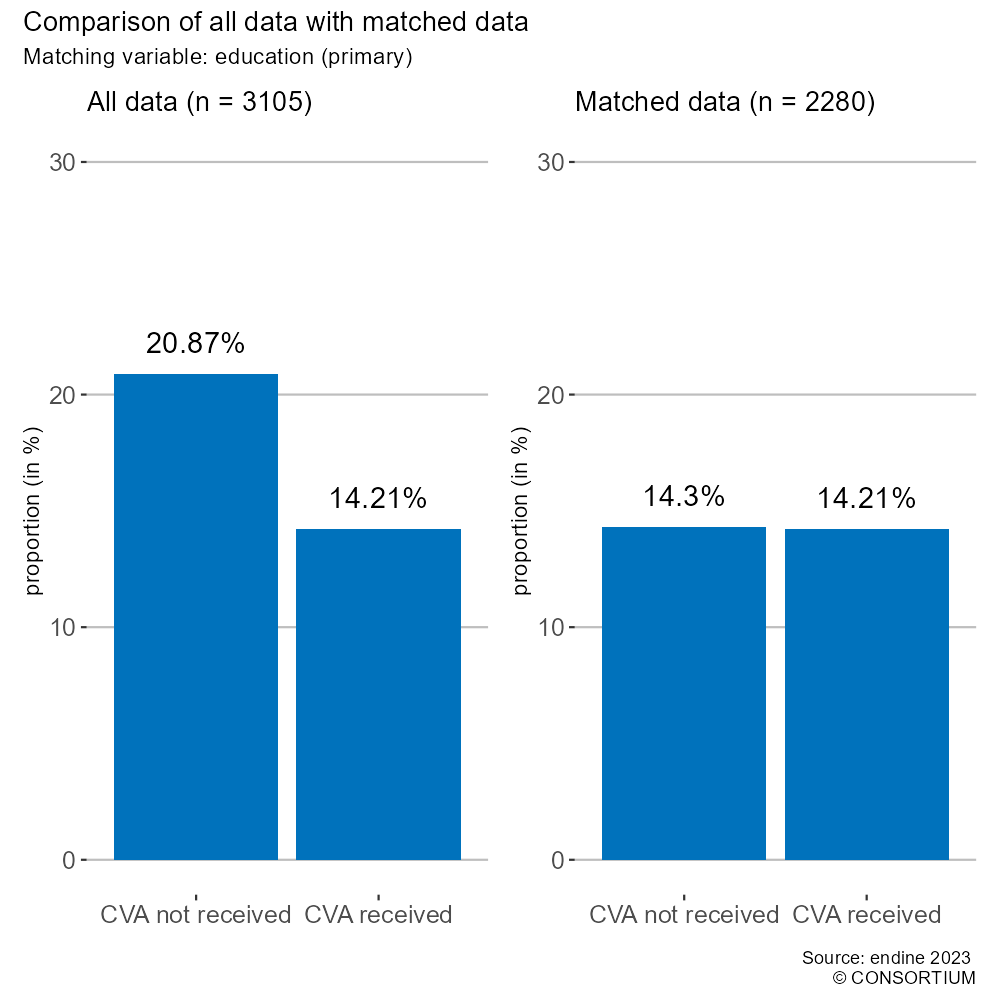 Comparison of all data with matched data
Matching variable: education (primary)
All data (n = 3105)
30
20.87%
20
14.21%
proportion (in %)
10
0
CVA not received
CVA received
Matched data (n = 2280)
30
20
14.3%
14.21%
proportion (in %)
10
0
CVA not received
CVA received
Source: endine 2023
© CONSORTIUM